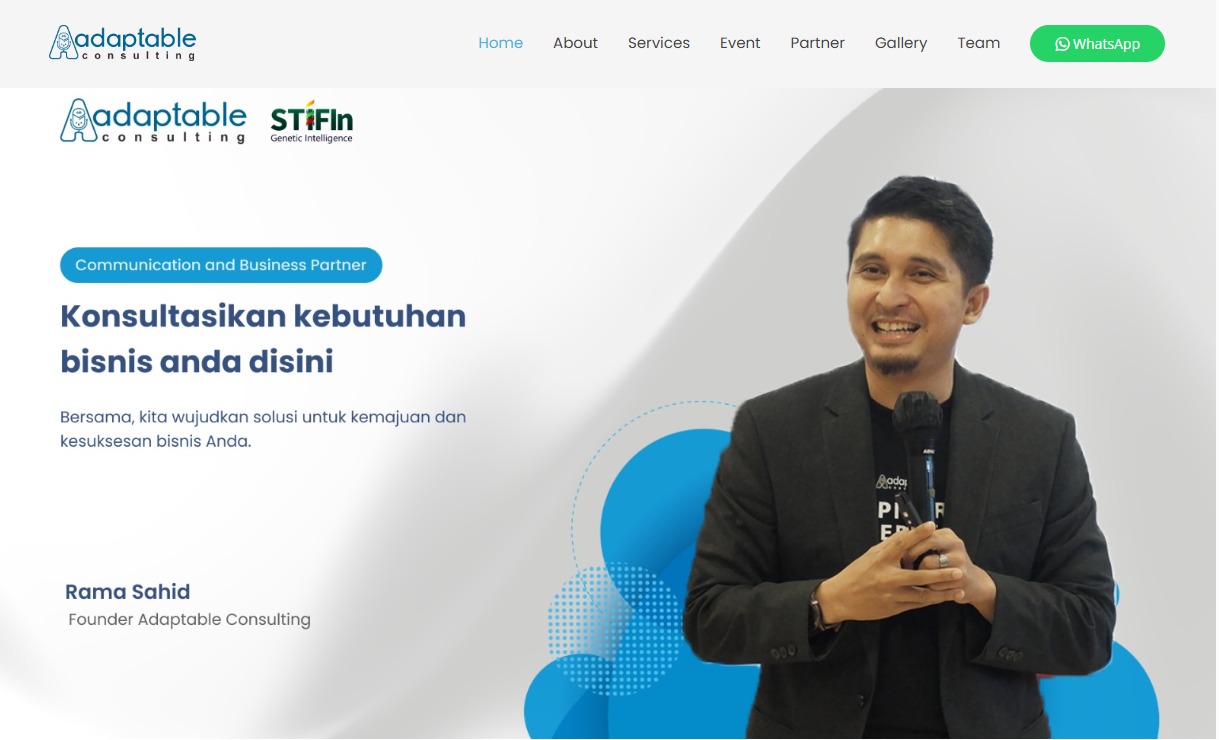 adaptable
consulting
Home
About
Services
Event
Partner
Gallery
Team
WhatsApp
adaptable
consulting
STIFIn
Genetic Intelligence
Communication and Business Partner
Konsultasikan kebutuhan
bisnis anda disini
Bersama, kita wujudkan solusi untuk kemajuan dan
kesuksesan bisnis Anda.
Rama Sahid
Founder Adaptable Consulting